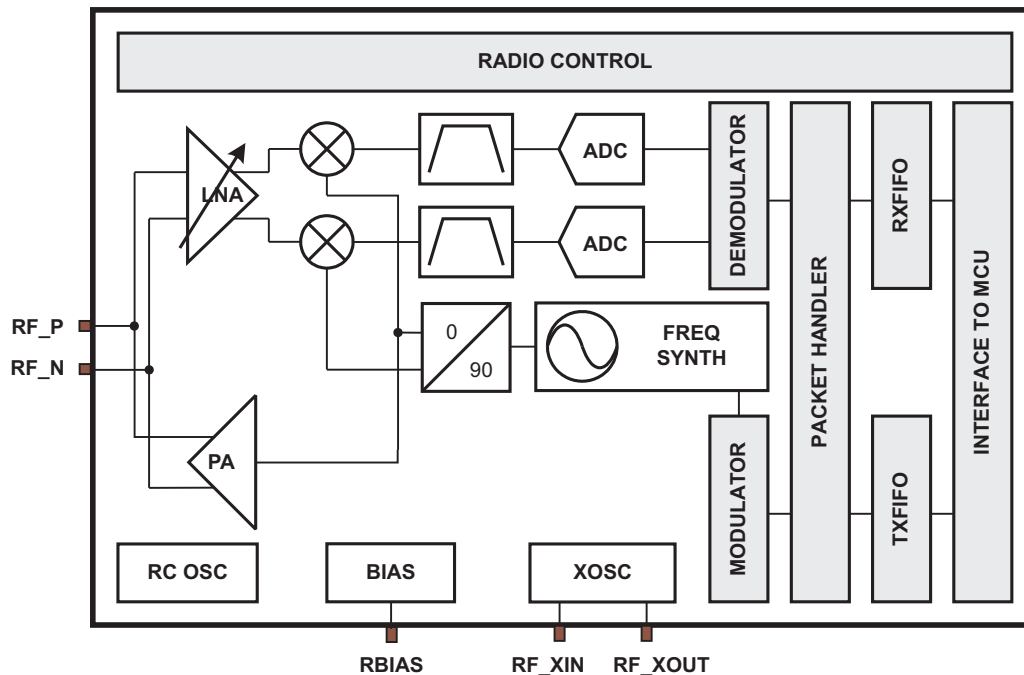 RADIO CONTROL
LNA
ADC
ADC
DEMODULATOR
PACKET HANDLER
RXFIFO
INTERFACE TO MCU
RF_P
RF_N
0
90
FREQ
SYNTH
PA
MODULATOR
TXFIFO
RC OSC
BIAS
XOSC
RBIAS
RF_XIN
RF_XOUT